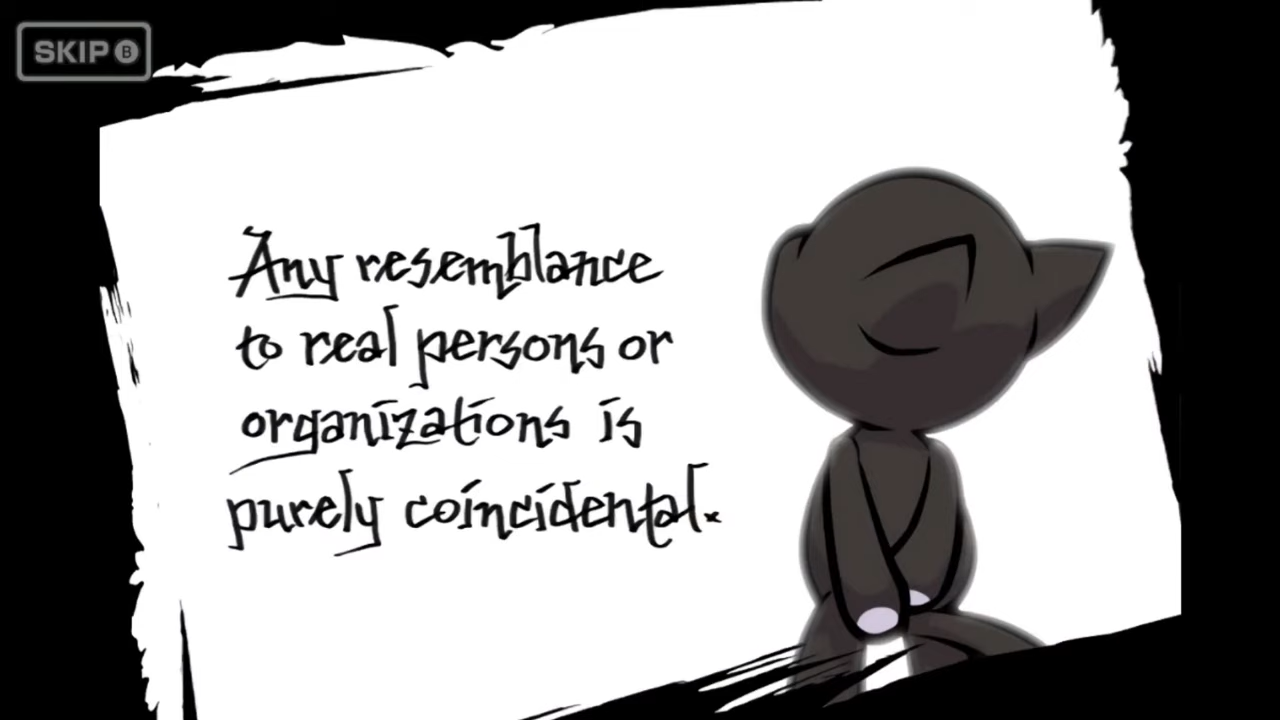 SKIP B
Any resemblance
to real persons or
organizations is
purely coincidental.